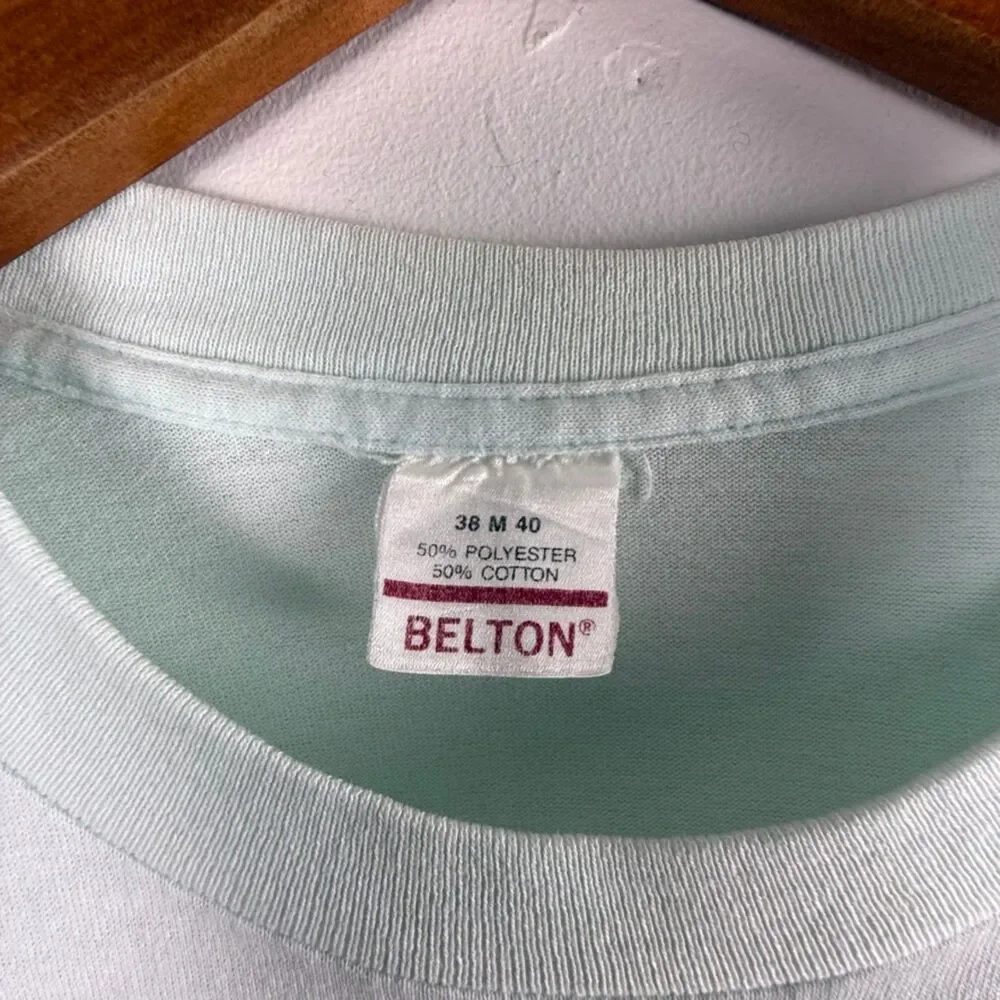 38 M 40
50% POLYESTER
50% COTTON
BELTON®